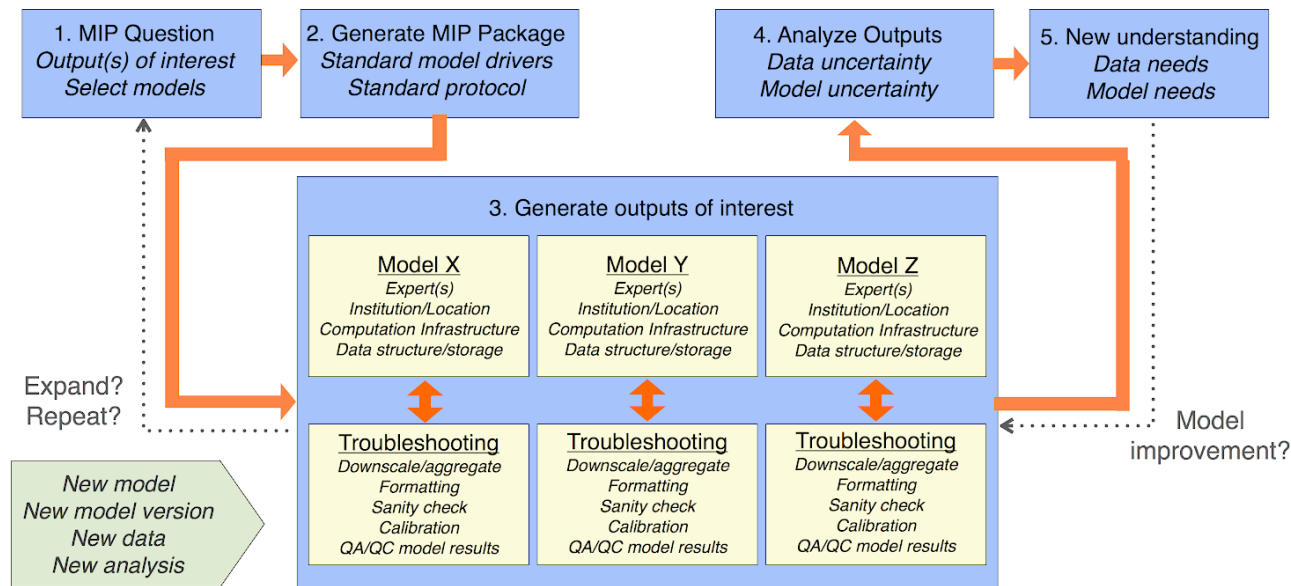 1. MIP Question
Output(s) of interest
Select models
2. Generate MIP Package
Standard model drivers
Standard protocol
4. Analyze Outputs
Data uncertainty
Model uncertainty
5. New understanding
Data needs
Model needs
3. Generate outputs of interest
Model X
Expert(s)
Institution/Location
Computation Infrastructure
Data structure/storage
Model Y
Expert(s)
Institution/Location
Computation Infrastructure
Data structure/storage
Model Z
Expert(s)
Institution/Location
Computation Infrastructure
Data structure/storage
Troubleshooting
Downscale/aggregate
Formatting
Sanity check
Calibration
QA/QC model results
Troubleshooting
Downscale/aggregate
Formatting
Sanity check
Calibration
QA/QC model results
Troubleshooting
Downscale/aggregate
Formatting
Sanity check
Calibration
QA/QC model results
Expand?
Repeat?
Model
improvement?
New model
New model version
New data
New analysis